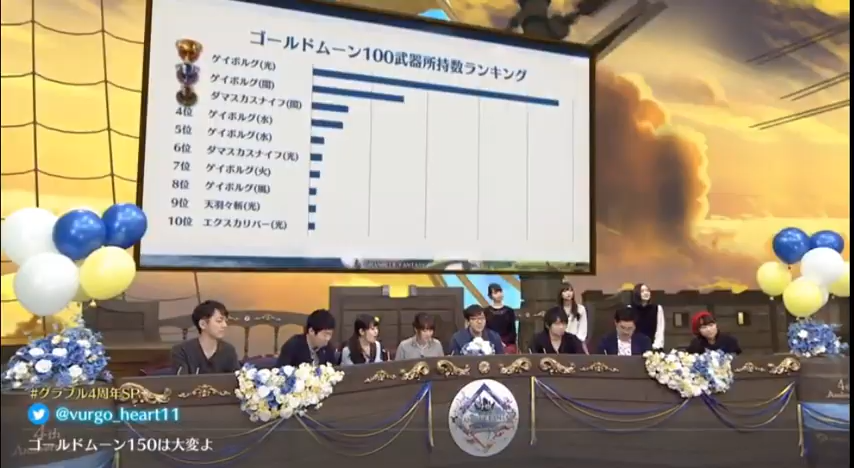 ゴールドムーン100武器所持数ランキング
ゲイボルグ(光)
ゲイボルグ(闇)
ダマスカスナイフ(闇)
4位 ゲイボルグ(水)
5位 ゲイボルグ(水)
6位 ダマスカスナイフ(光)
7位 ゲイボルグ(火)
8位 ゲイボルグ(風)
9位 天羽々斬(光)
10位 エクスカリバー(光)
GRANBLUE FANTASY
#グラブル4周年SP
@vurgo_heart11
ゴールドムーン150は大変よ